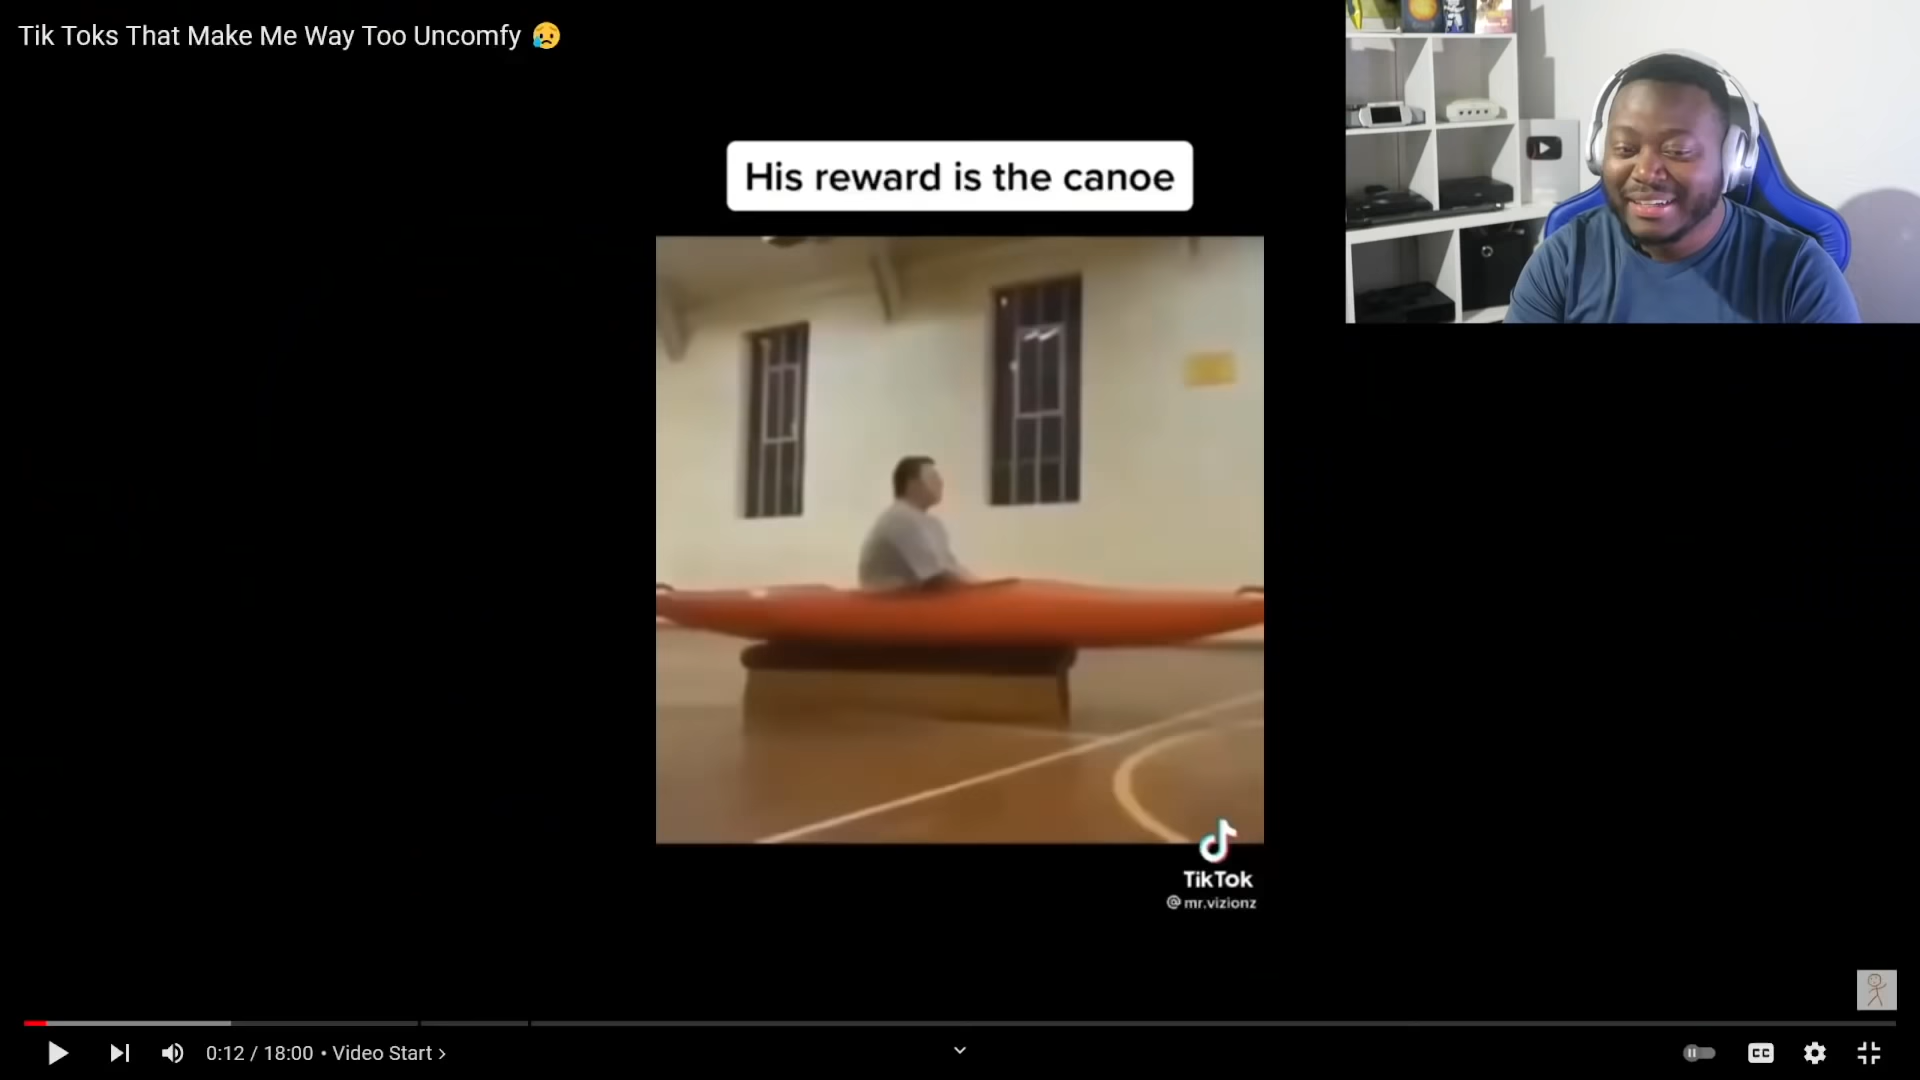 Tik Toks That Make Me Way Too Uncomfy 😥
His reward is the canoe
TikTok
@mr.vizionz
0:12 / 18:00 • Video Start ›
CC